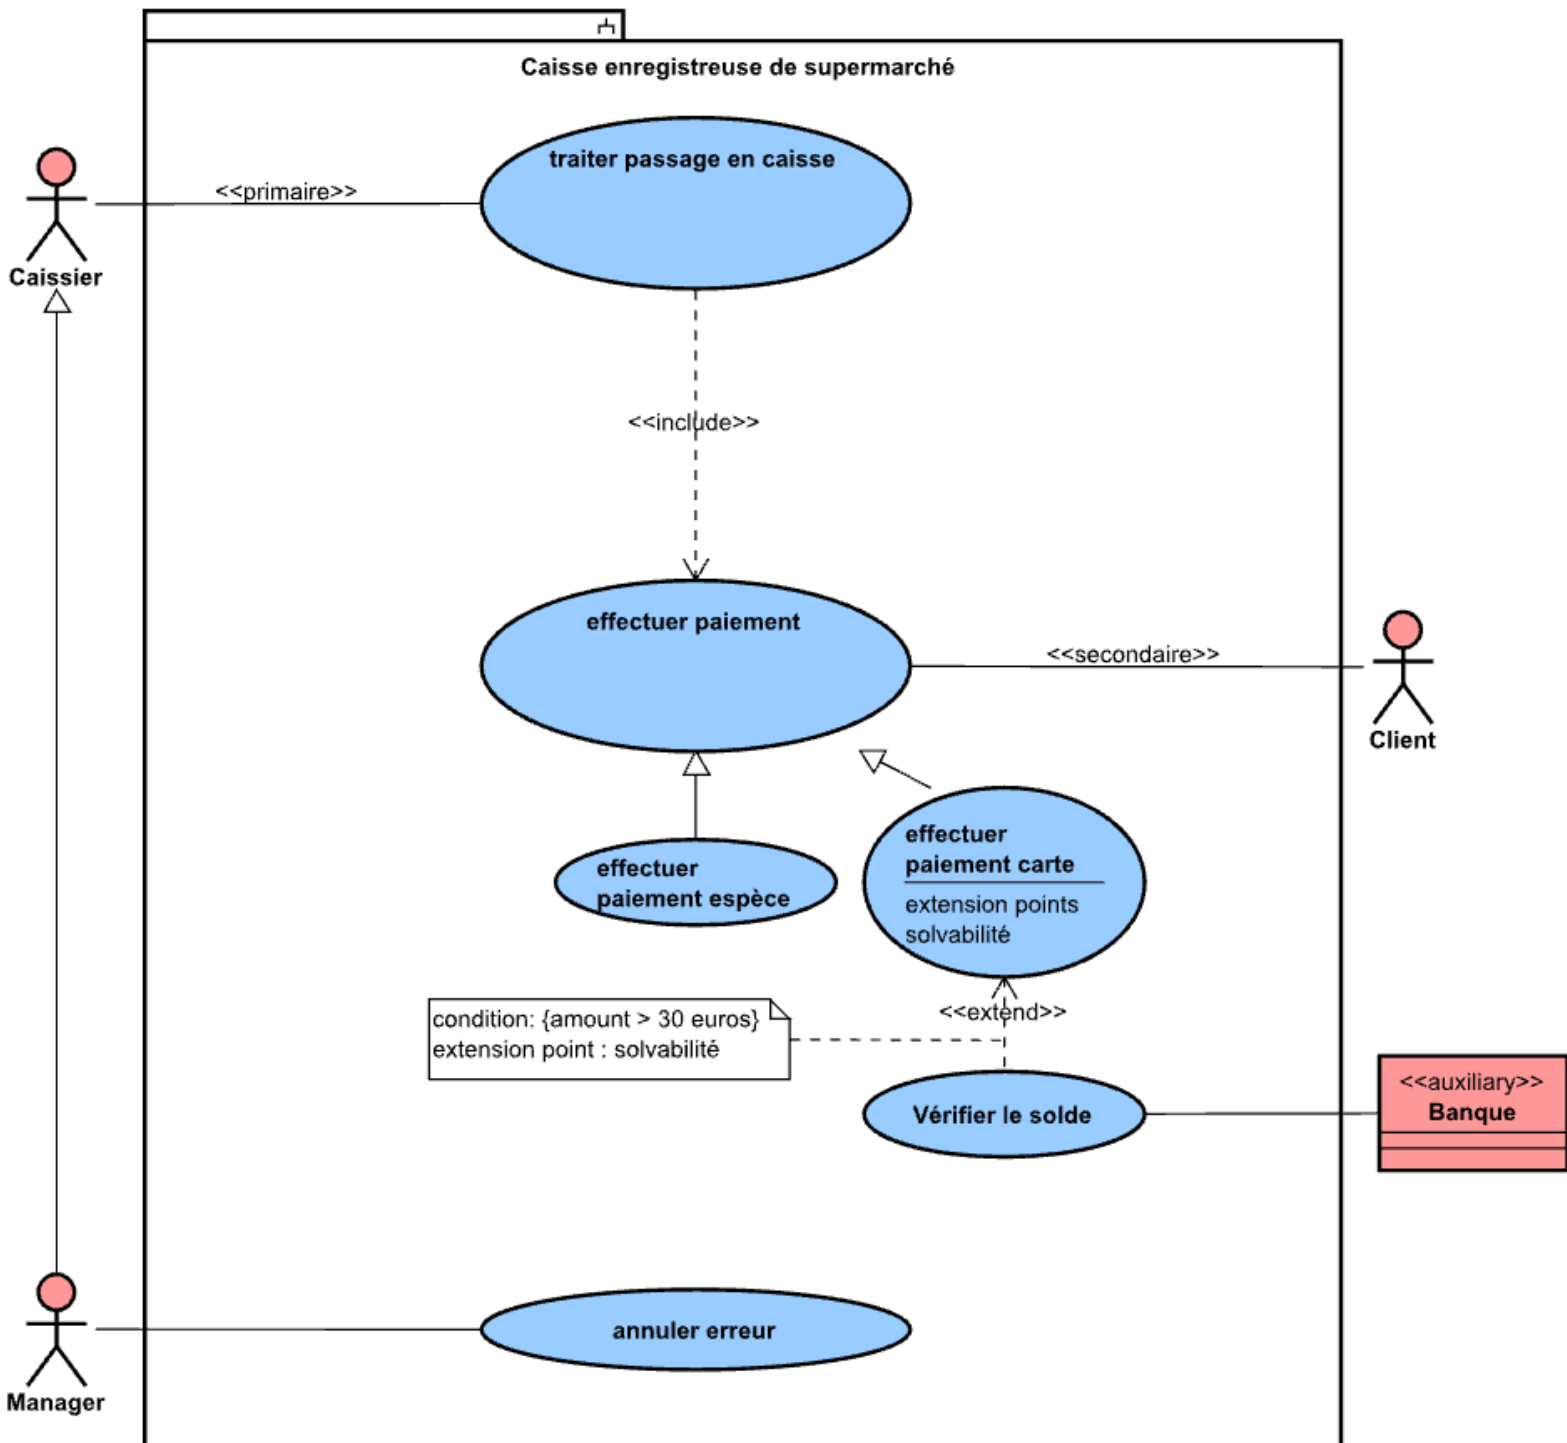 Caisse enregistreuse de supermarché
traiter passage en caisse
<<primaire>>
Caissier
<<include>>
effectuer paiement
<<secondaire>>
Client
effectuer
paiement carte
extension points
solvabilité
effectuer
paiement espèce
<<extend>>
condition: {amount > 30 euros}
extension point : solvabilité
<<auxiliary>>
Banque
Vérifier le solde
annuler erreur
Manager